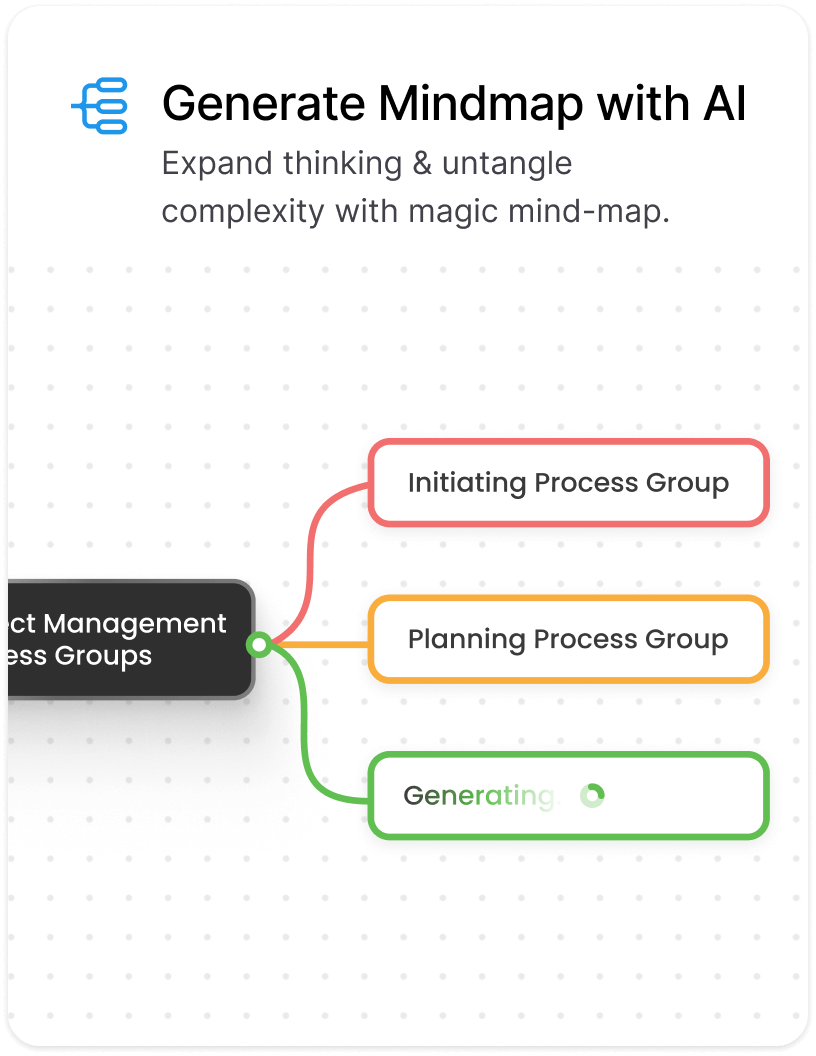 Generate Mindmap with AI
Expand thinking & untangle
complexity with magic mind-map.
Initiating Process Group
ect Management
ess Groups
Planning Process Group
Generating.